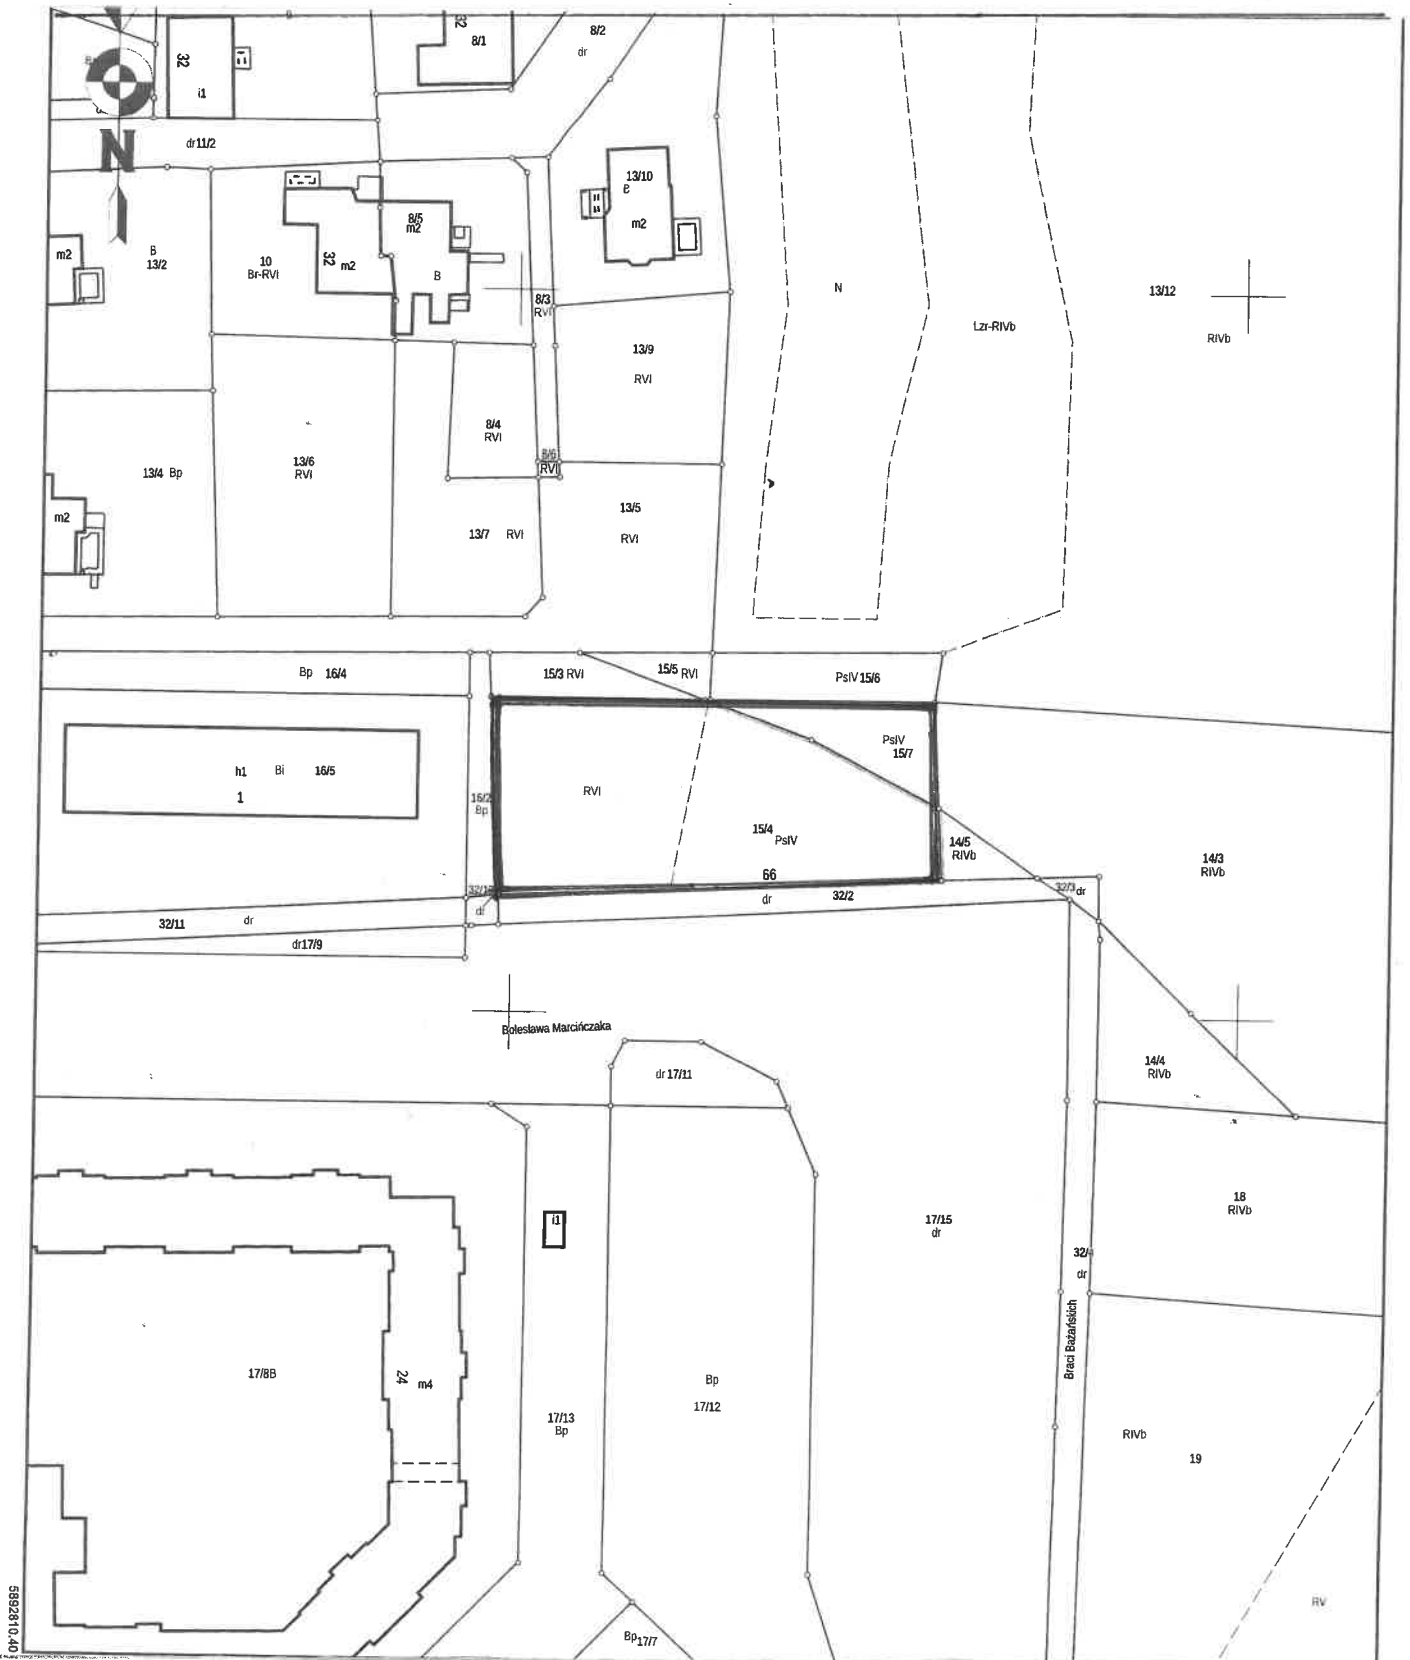 32
8/1
8/2
dr
32
i1
dr 11/2
N
13/10
B
m2
8/5
m2
m2
B
13/2
10
Br-RVI
32
m2
B
8/3
RVI
N
13/12
Lzr-RIVb
RIVb
13/9
RVI
8/4
RVI
8/6
RVI
13/4 Bp
13/6
RVI
13/5
RVI
m2
13/7 RVI
Bp 16/4
15/3 RVI
15/5 RVI
PsIV 15/6
PsIV
15/7
h1 Bi 16/5
1
16/2
Bp
RVI
15/4
PsIV
14/5
RIVb
14/3
RIVb
66
32/3 dr
dr
32/2
dr
32/11
dr
dr 17/9
Bolesława Marcińczaka
14/4
RIVb
dr 17/11
18
RIVb
i1
17/15
dr
32/
dr
Braci Bażańskich
17/8B
24
m4
Bp
17/12
17/13
Bp
RIVb
19
RV
Bp 17/7
5892810.40